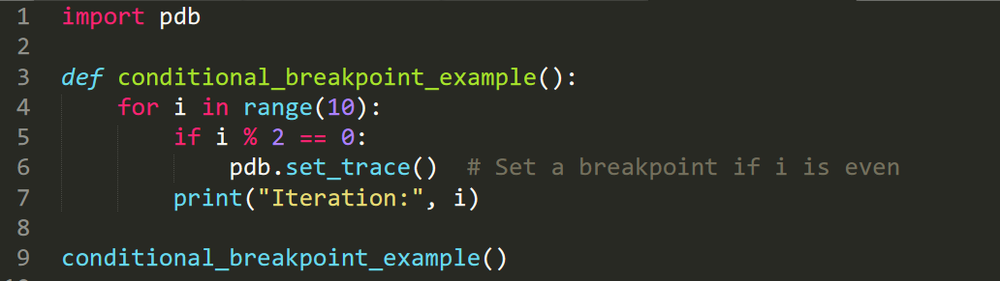 1 import pdb
2
3 def conditional_breakpoint_example():
4     for i in range(10):
5         if i % 2 == 0:
6             pdb.set_trace()  # Set a breakpoint if i is even
7         print("Iteration:", i)
8
9 conditional_breakpoint_example()